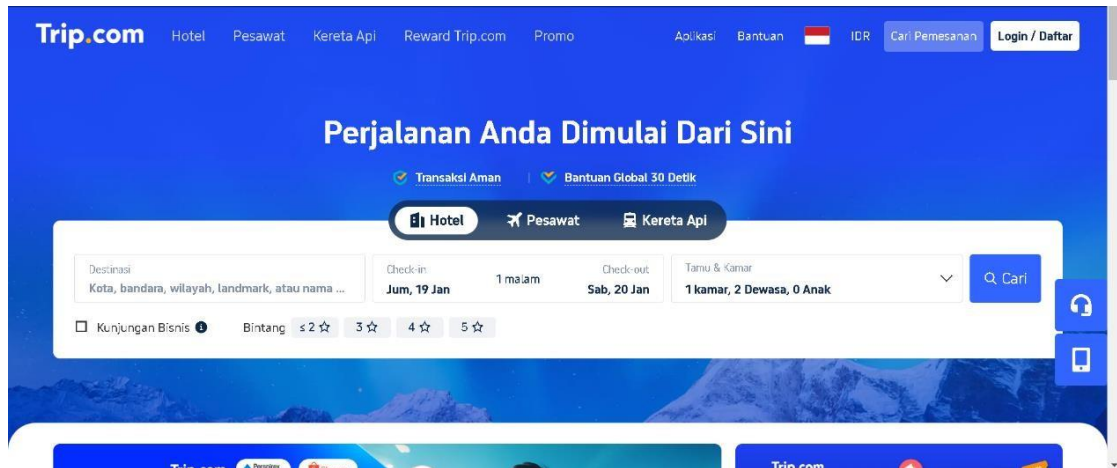 Trip.com Hotel Pesawat Kereta Api Reward Trip.com Promo Aplikasi Bantuan IDR Cari Pemesanan Login / Daftar
Perjalanan Anda Dimulai Dari Sini
Transaksi Aman | Bantuan Global 30 Detik
Hotel Pesawat Kereta Api
Destinasi Check-in Check-out Tamu & Kamar
Kota, bandara, wilayah, landmark, atau nama ... Jum, 19 Jan 1 malam Sab, 20 Jan 1 kamar, 2 Dewasa, 0 Anak Cari
Kunjungan Bisnis Bintang ≤ 2 3 4 5
Trip.com Trip.com